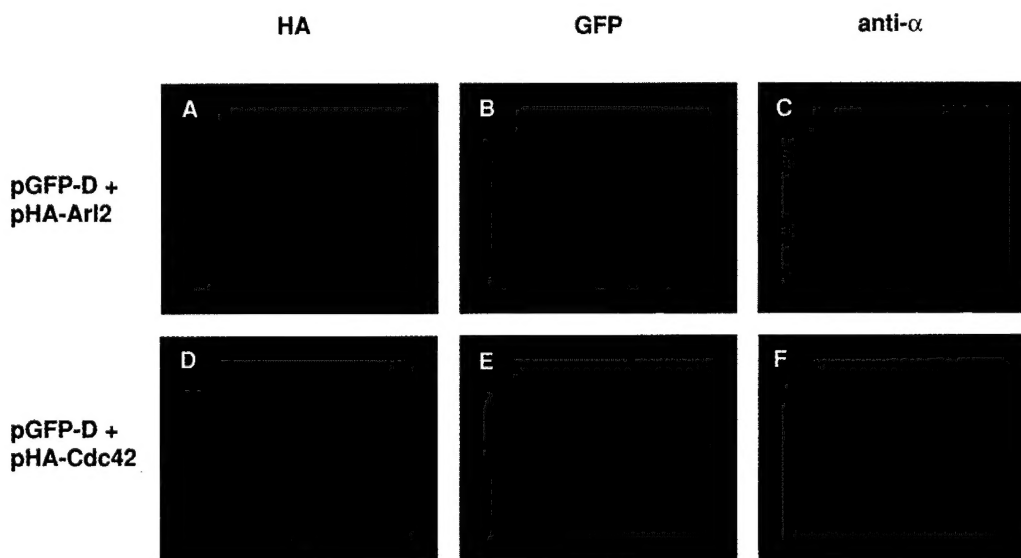 HA GFP anti-α
A B C
pGFP-D +
pHA-Arl2
D E F
pGFP-D +
pHA-Cdc42